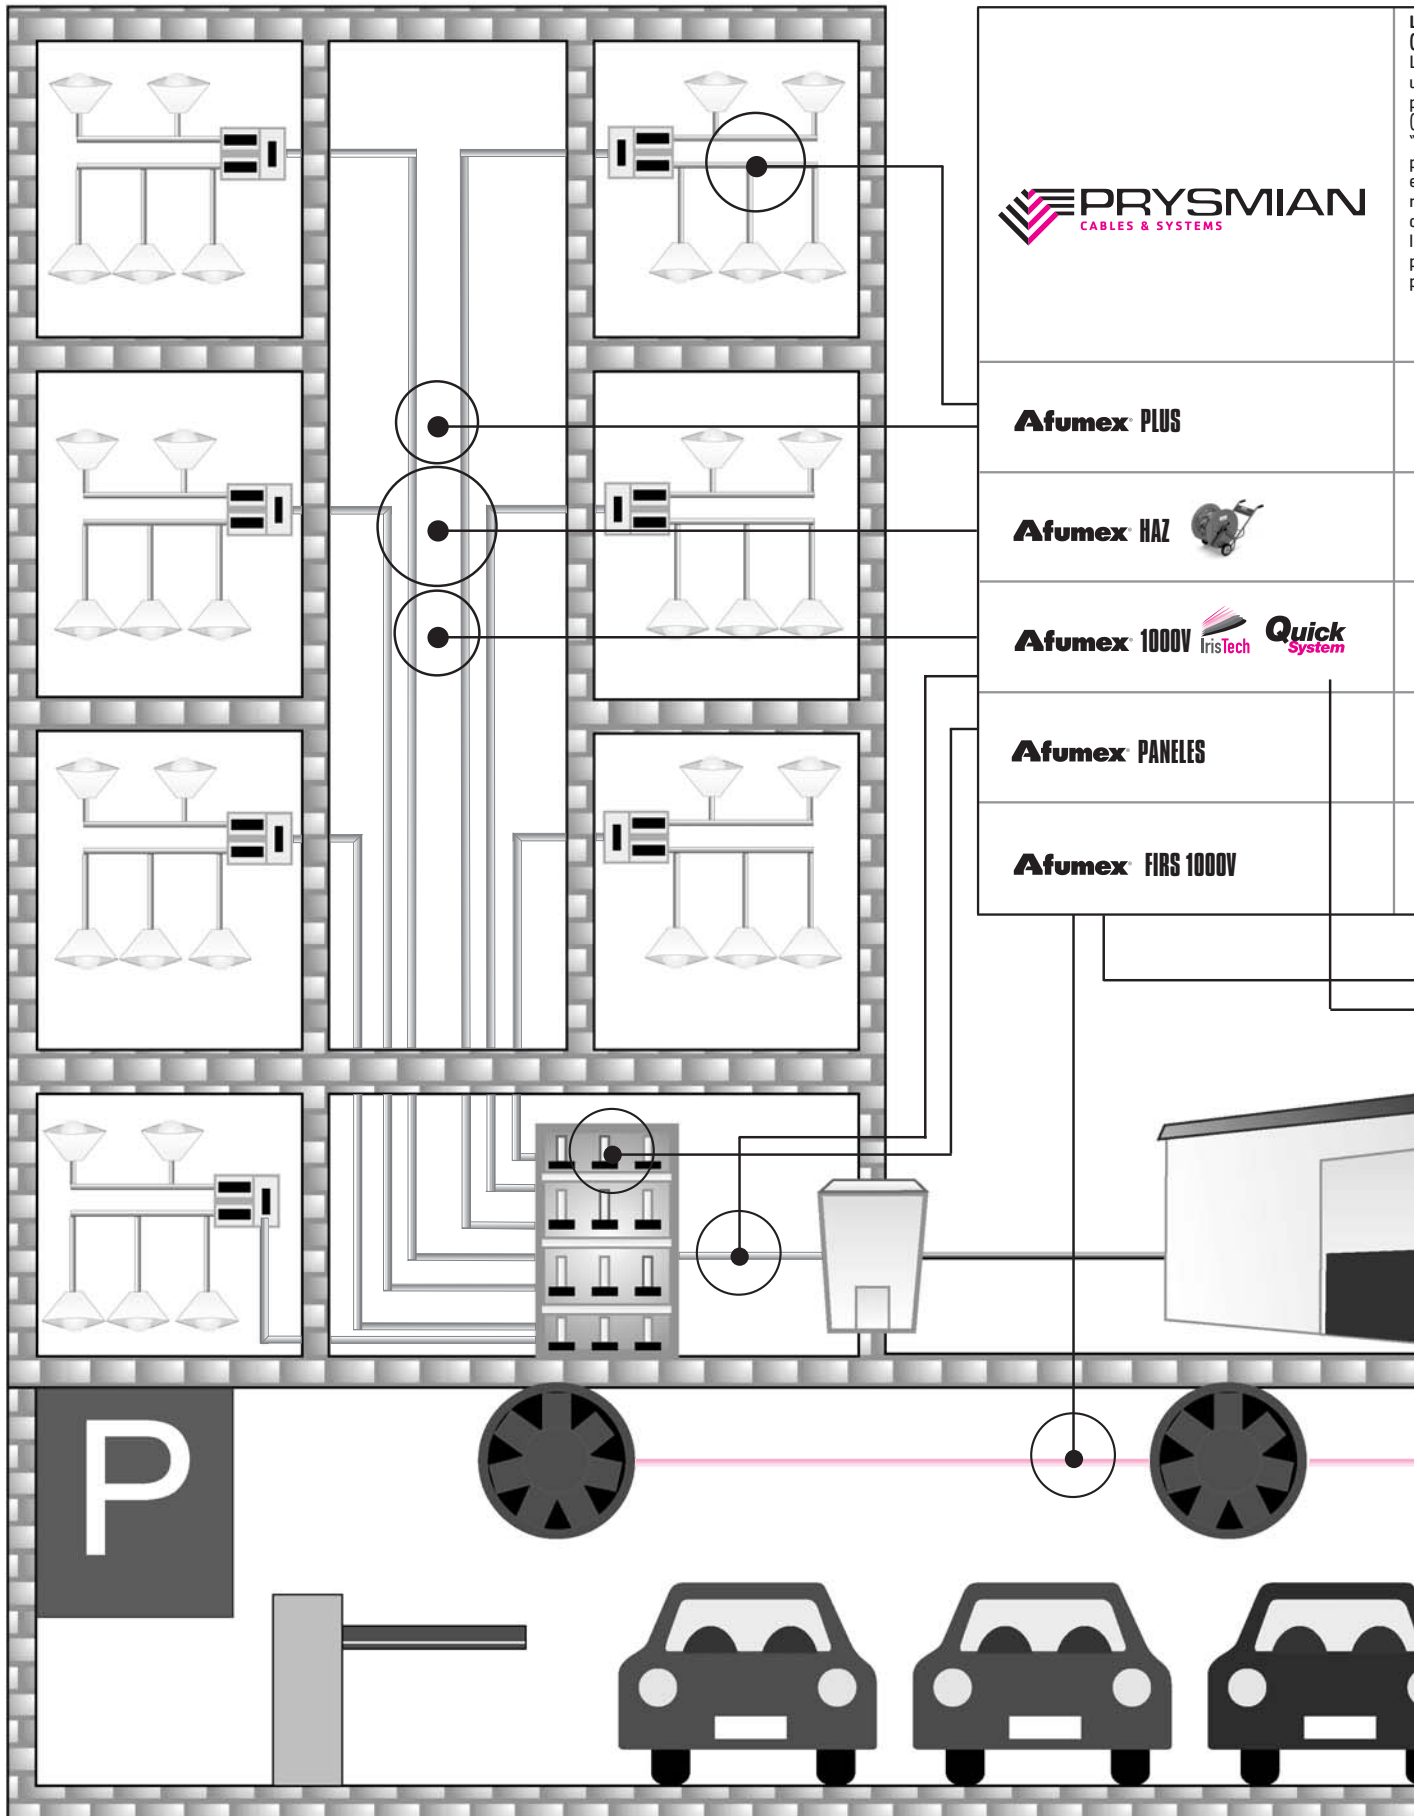 PRYSMIAN
CABLES & SYSTEMS
Afumex® PLUS
Afumex® HAZ
Afumex® 1000V IrisTech Quick System
Afumex® PANELES
Afumex® FIRS 1000V
P